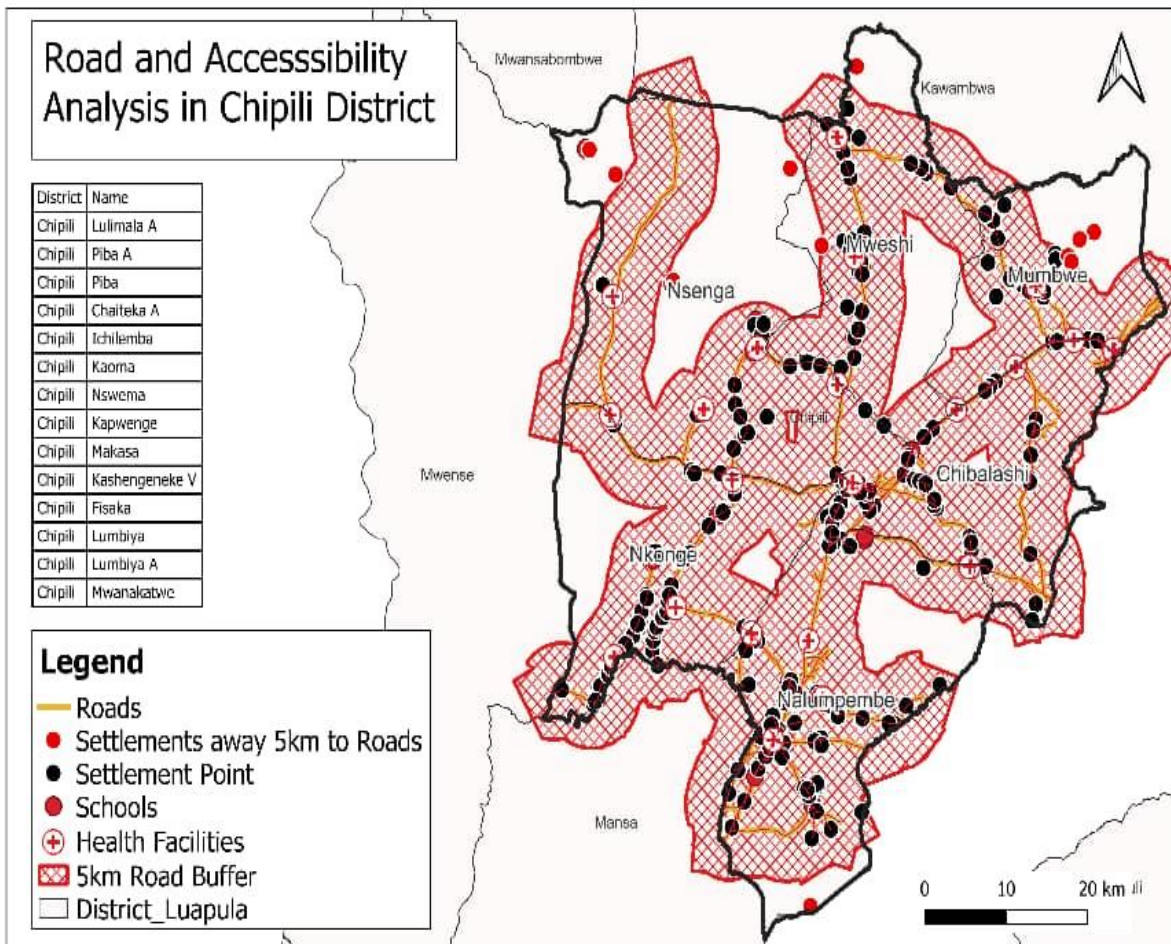 Road and Accesssibility
Analysis in Chipili District
District Name
Chipili Lulimala A
Chipili Piba A
Chipili Piba
Chipili Chaiteka A
Chipili Ichilemba
Chipili Kaoma
Chipili Nswema
Chipili Kapwenge
Chipili Makasa
Chipili Kashengeneke V
Chipili Fisaka
Chipili Lumbiya
Chipili Lumbiya A
Chipili Mwanakatwe
Legend
Roads
Settlements away 5km to Roads
Settlement Point
Schools
Health Facilities
5km Road Buffer
District_Luapula
Mwansabombwe
Kawambwa
Mweshi
Mumbwe
Nsenga
Chipili
Mwense
Chibalashi
Nkonge
Nalumpembe
Mansa
0 10 20 km